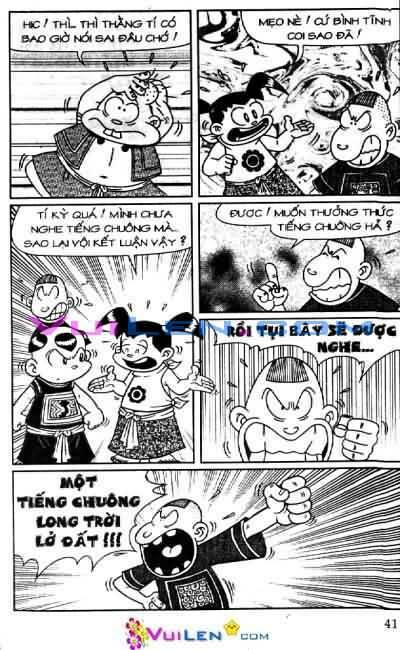 HIC! THÌ... THÌ THẰNG TÍ CÓ
BAO GIỜ NÓI SAI ĐÂU CHỚ!
MẸO NÈ! CỨ BÌNH TĨNH
COI SAO ĐÃ!
TÍ KỲ QUÁ! MÌNH CHƯA
NGHE TIẾNG CHUÔNG MÀ..
SAO LẠI VỘI KẾT LUẬN VẬY?
ĐƯỢC! MUỐN THƯỞNG THỨC
TIẾNG CHUÔNG HẢ?
VUILEN.COM
RỒI TỤI BÂY SẼ ĐƯỢC
NGHE...
MỘT
TIẾNG CHUÔNG
LONG TRỜI
LỞ ĐẤT!!!
41
VUILEN.COM